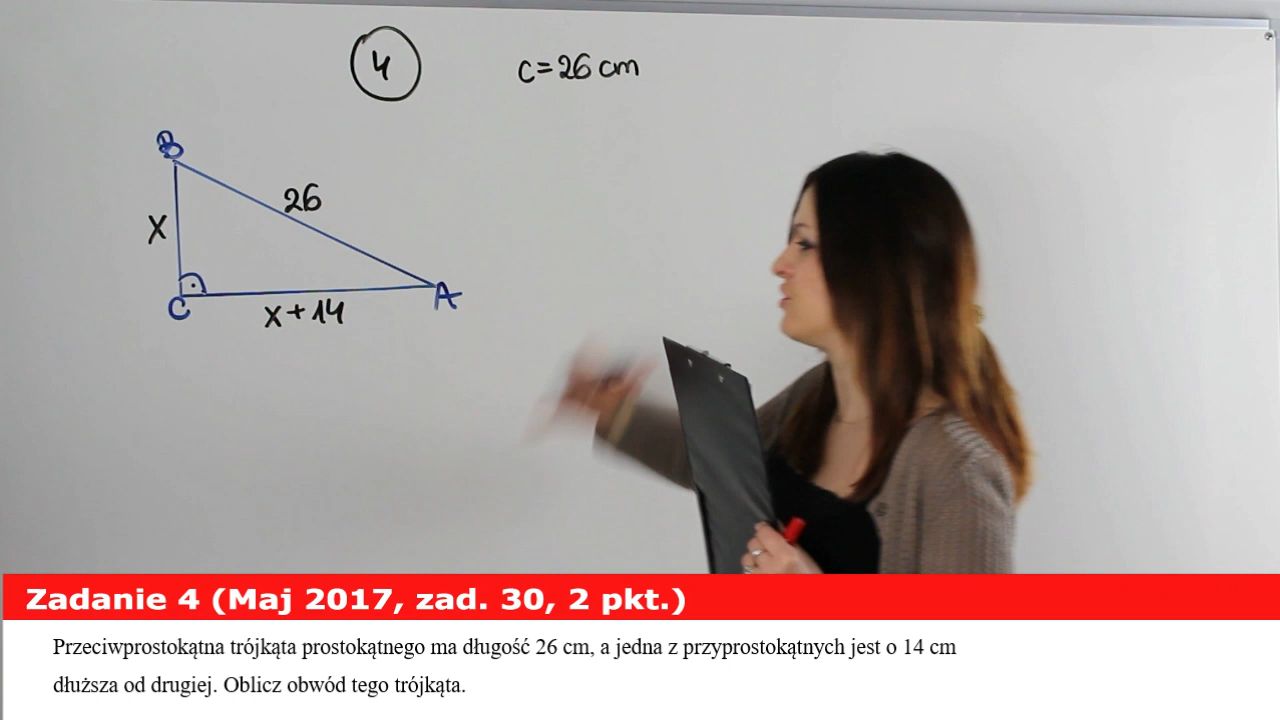 4
c=26 cm
B
26
X
C
x+14
A
Zadanie 4 (Maj 2017, zad. 30, 2 pkt.)
Przeciwprostokątna trójkąta prostokątnego ma długość 26 cm, a jedna z przyprostokątnych jest o 14 cm
dłuższa od drugiej. Oblicz obwód tego trójkąta.